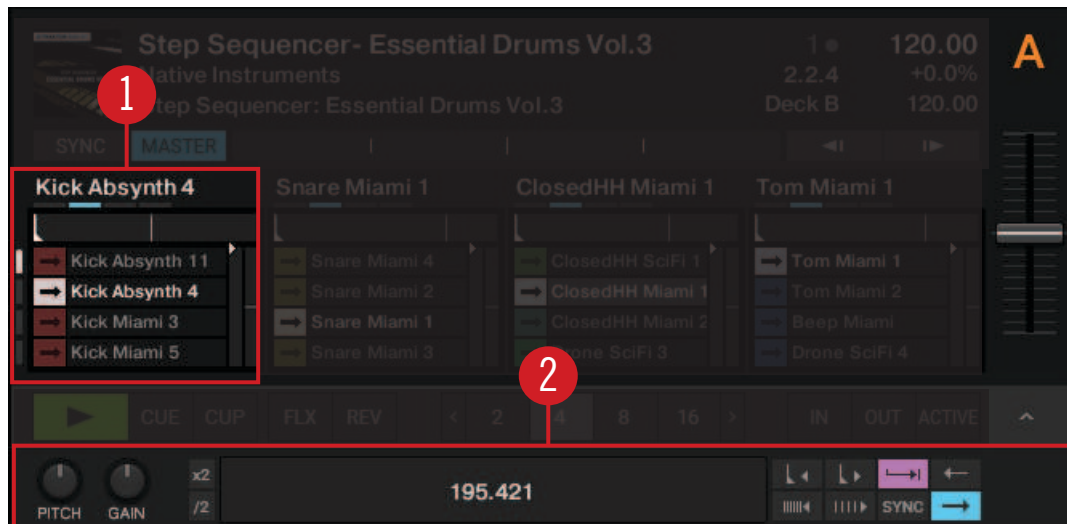 Step Sequencer- Essential Drums Vol.3 1 120.00
Native Instruments 2.2.4 +0.0%
Step Sequencer: Essential Drums Vol.3 Deck B 120.00
A
1
SYNC MASTER
Kick Absynth 4 Snare Miami 1 ClosedHH Miami 1 Tom Miami 1
Kick Absynth 11 Snare Miami 4 ClosedHH SciFi 1 Tom Miami 1
Kick Absynth 4 Snare Miami 2 ClosedHH Miami 1 Tom Miami 2
Kick Miami 3 Snare Miami 1 ClosedHH Miami 2 Beep Miami
Kick Miami 5 Snare Miami 3 Drone SciFi 3 Drone SciFi 4
2
CUE CUP FLX REV < 2 4 8 16 > IN OUT ACTIVE
x2
195.421
PITCH GAIN /2 SYNC